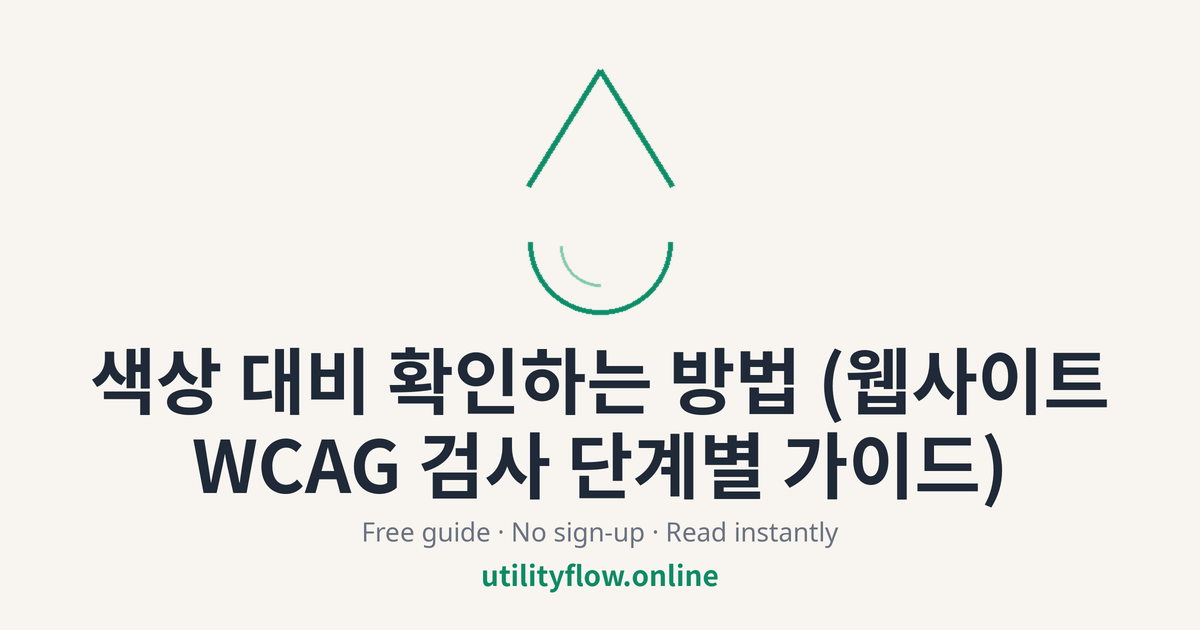 색상 대비 확인하는 방법 (웹사이트
WCAG 검사 단계별 가이드)
Free guide · No sign-up · Read instantly
utilityflow.online